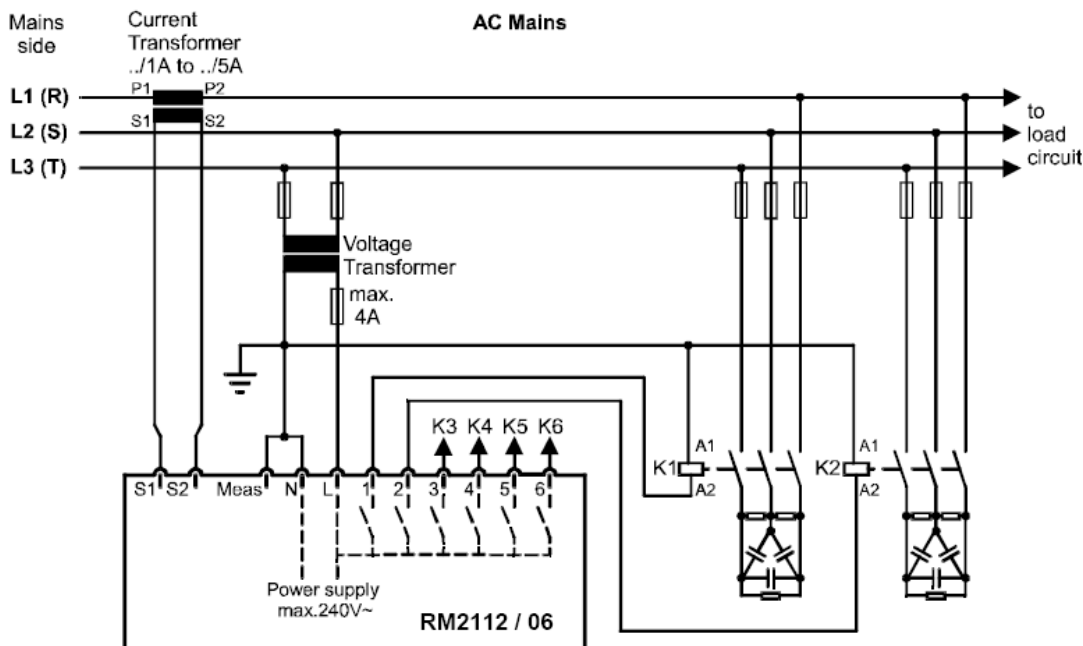 Mains
side
Current
Transformer
../1A to ../5A
AC Mains
P1 P2
L1 (R)
S1 S2
L2 (S)
L3 (T)
to
load
circuit
Voltage
Transformer
max.
4A
K3 K4 K5 K6
K1 A1
A2
K2 A1
A2
S1 S2 Meas N L 1 2 3 4 5 6
Power supply
max.240V~
RM2112 / 06